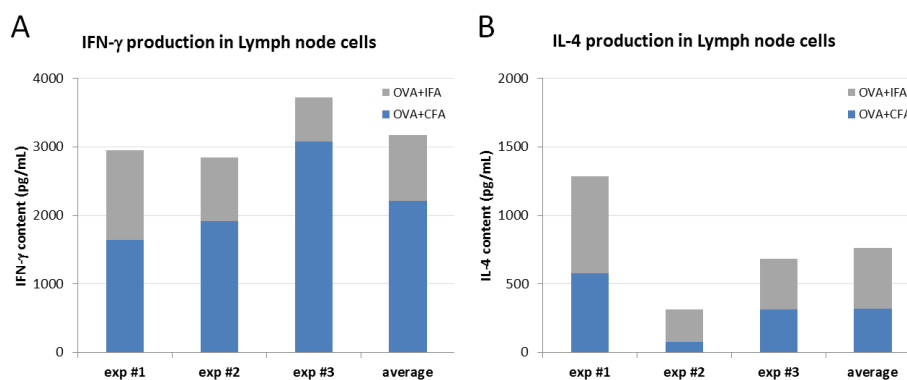 A
IFN-γ production in Lymph node cells
IFN-γ content (pg/mL)
4000
3000
2000
1000
0
OVA+IFA
OVA+CFA
exp #1 exp #2 exp #3 average
B
IL-4 production in Lymph node cells
IL-4 content (pg/mL)
2000
1500
1000
500
0
OVA+IFA
OVA+CFA
exp #1 exp #2 exp #3 average